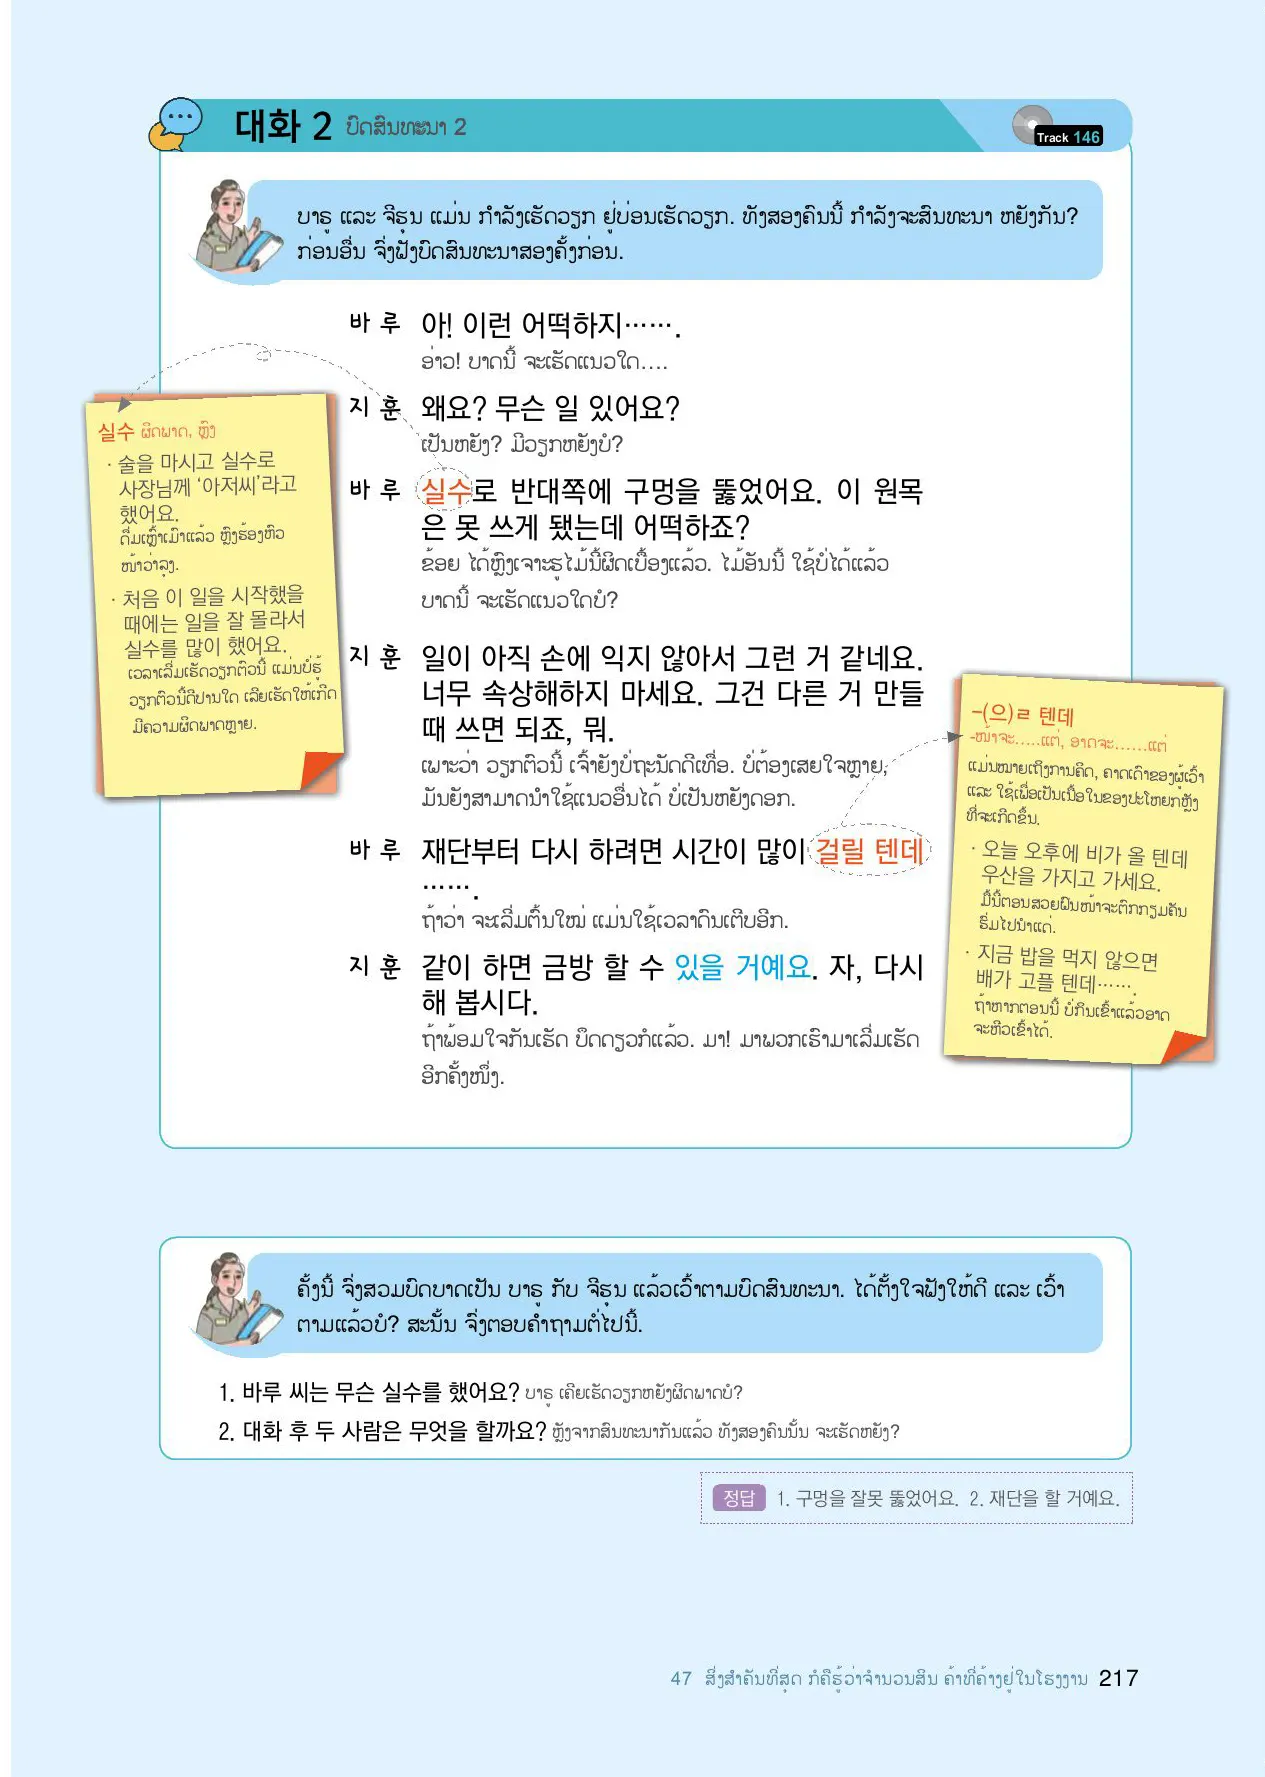 대화 2 ບົດສົນທະນາ 2
Track 146
ບາຣູ ແລະ ຈີຮຸນ ແມ່ນ ກຳລັງເຮັດວຽກ ຢູ່ບ່ອນເຮັດວຽກ. ທັງສອງຄົນນີ້ ກຳລັງຈະສົນທະນາ ຫຍັງກັນ?
ກ່ອນອື່ນ ຈົ່ງຟັງບົດສົນທະນາສອງຄັ້ງກ່ອນ.
바 루 아! 이런 어떡하지…….
ອ່າວ! ບາດນີ້ ຈະເຮັດແນວໃດ....
지 훈 왜요? 무슨 일 있어요?
ເປັນຫຍັງ? ມີວຽກຫຍັງບໍ?
바 루 실수로 반대쪽에 구멍을 뚫었어요. 이 원목
은 못 쓰게 됐는데 어떡하죠?
ຂ້ອຍ ໄດ້ຫຼົງເຈາະຮູໄມ້ນີ້ຜິດເບື້ອງແລ້ວ. ໄມ້ອັນນີ້ ໃຊ້ບໍ່ໄດ້ແລ້ວ
ບາດນີ້ ຈະເຮັດແນວໃດບໍ?
지 훈 일이 아직 손에 익지 않아서 그런 거 같네요.
너무 속상해하지 마세요. 그건 다른 거 만들
때 쓰면 되죠, 뭐.
ເພາະວ່າ ວຽກຕົວນີ້ ເຈົ້າຍັງບໍ່ຖະນັດດີເທື່ອ. ບໍ່ຕ້ອງເສຍໃຈຫຼາຍ,
ມັນຍັງສາມາດນຳໃຊ້ແນວອື່ນໄດ້ ບໍ່ເປັນຫຍັງດອກ.
바 루 재단부터 다시 하려면 시간이 많이 걸릴 텐데
…….
ຖ້າວ່າ ຈະເລີ່ມຕົ້ນໃໝ່ ແມ່ນໃຊ້ເວລາດົນເຕີບອີກ.
지 훈 같이 하면 금방 할 수 있을 거예요. 자, 다시
해 봅시다.
ຖ້າພ້ອມໃຈກັນເຮັດ ບຶດດຽວກໍແລ້ວ. ມາ! ມາພວກເຮົາມາເລີ່ມເຮັດ
ອີກຄັ້ງໜຶ່ງ.
실수 ຜິດພາດ, ຫຼົງ
· 술을 마시고 실수로
사장님께 ‘아저씨’라고
했어요.
ດື່ມເຫຼົ້າເມົາແລ້ວ ຫຼົງຮ້ອງຫົວ
ໜ້າວ່າລຸງ.
· 처음 이 일을 시작했을
때에는 일을 잘 몰라서
실수를 많이 했어요.
ເວລາເລີ່ມເຮັດວຽກຕົວນີ້ ແມ່ນບໍ່ຮູ້
ວຽກຕົວນີ້ດີປານໃດ ເລີຍເຮັດໃຫ້ເກີດ
ມີຄວາມຜິດພາດຫຼາຍ.
-(으)ㄹ 텐데
-ໜ້າຈະ.....ແຕ່, ອາດຈະ......ແຕ່
ແມ່ນໝາຍເຖິງການຄິດ, ຄາດເດົາຂອງຜູ້ເວົ້າ
ແລະ ໃຊ້ເພື່ອເປັນເນື້ອໃນຂອງປະໂຫຍກຫຼັງ
ທີ່ຈະເກີດຂຶ້ນ.
· 오늘 오후에 비가 올 텐데
우산을 가지고 가세요.
ມື້ນີ້ຕອນສວຍຝົນໜ້າຈະຕົກກຽມຄັນ
ຮົ່ມໄປນຳແດ່.
· 지금 밥을 먹지 않으면
배가 고플 텐데…….
ຖ້າຫາກຕອນນີ້ ບໍ່ກິນເຂົ້າແລ້ວອາດ
ຈະຫິວເຂົ້າໄດ້.
ຄັ້ງນີ້ ຈົ່ງສວມບົດບາດເປັນ ບາຣູ ກັບ ຈີຮຸນ ແລ້ວເວົ້າຕາມບົດສົນທະນາ. ໄດ້ຕັ້ງໃຈຟັງໃຫ້ດີ ແລະ ເວົ້າ
ຕາມແລ້ວບໍ? ສະນັ້ນ ຈົ່ງຕອບຄຳຖາມຕໍ່ໄປນີ້.
1. 바루 씨는 무슨 실수를 했어요? ບາຣູ ເຄີຍເຮັດວຽກຫຍັງຜິດພາດບໍ?
2. 대화 후 두 사람은 무엇을 할까요? ຫຼັງຈາກສົນທະນາກັນແລ້ວ ທັງສອງຄົນນັ້ນ ຈະເຮັດຫຍັງ?
정답 1. 구멍을 잘못 뚫었어요. 2. 재단을 할 거예요.
47 ສິ່ງສຳຄັນທີ່ສຸດ ກໍຄືຮູ້ວ່າຈຳນວນສິນ ຄ້າທີ່ຄ້າງຢູ່ໃນໂຮງງານ 217